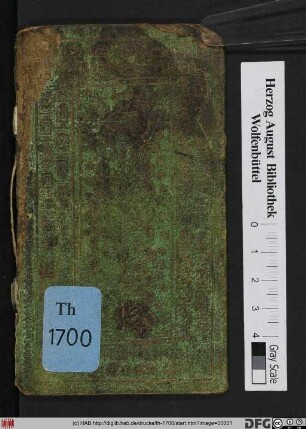 Th
1700
Herzog August Bibliothek
Wolfenbüttel
0
1
2
3
4
Gray Scale
(c) HAB http://diglib.hab.de/drucke/th-1700/start.htm?image=00001
DFG